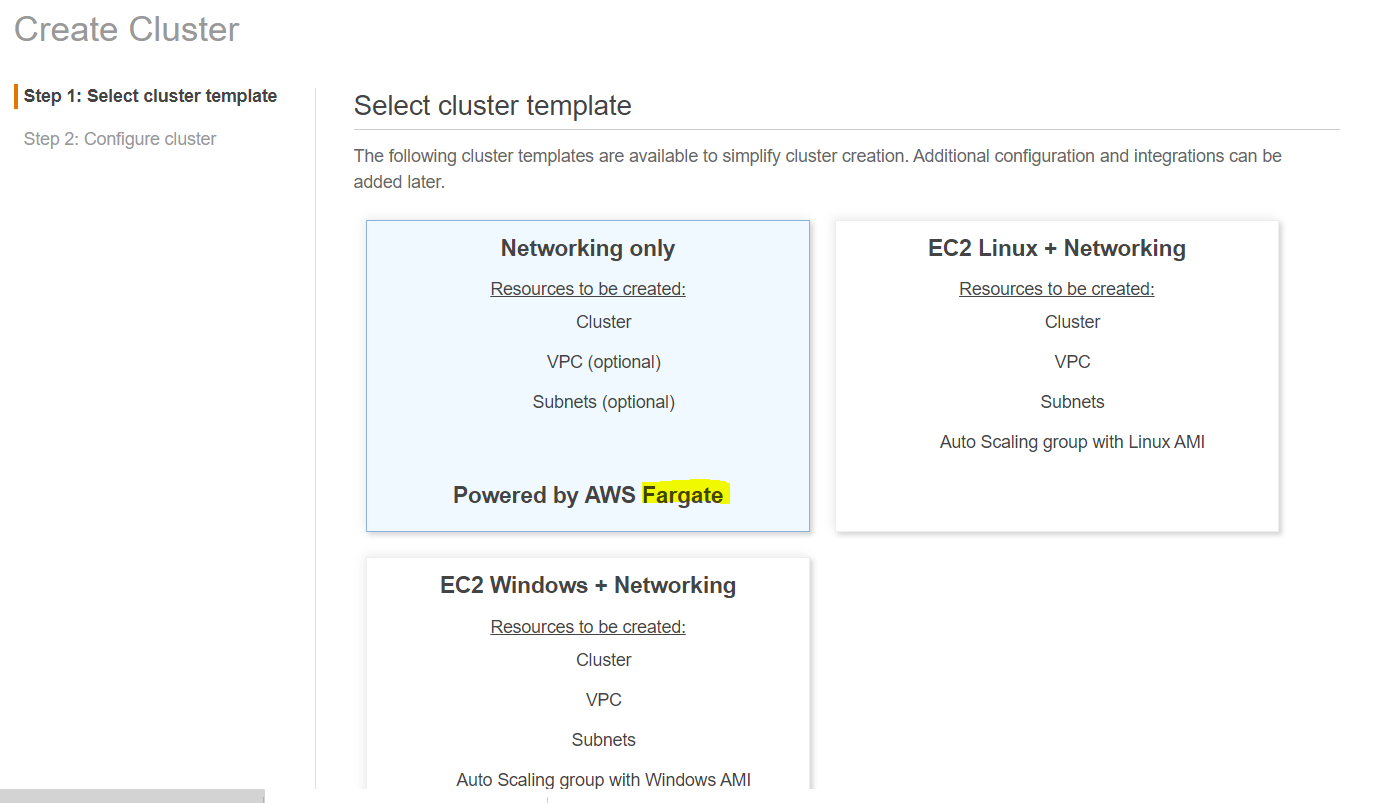 Create Cluster
Step 1: Select cluster template
Step 2: Configure cluster
Select cluster template
The following cluster templates are available to simplify cluster creation. Additional configuration and integrations can be
added later.
Networking only
Resources to be created:
Cluster
VPC (optional)
Subnets (optional)
Powered by AWS Fargate
EC2 Linux + Networking
Resources to be created:
Cluster
VPC
Subnets
Auto Scaling group with Linux AMI
EC2 Windows + Networking
Resources to be created:
Cluster
VPC
Subnets
Auto Scaling group with Windows AMI